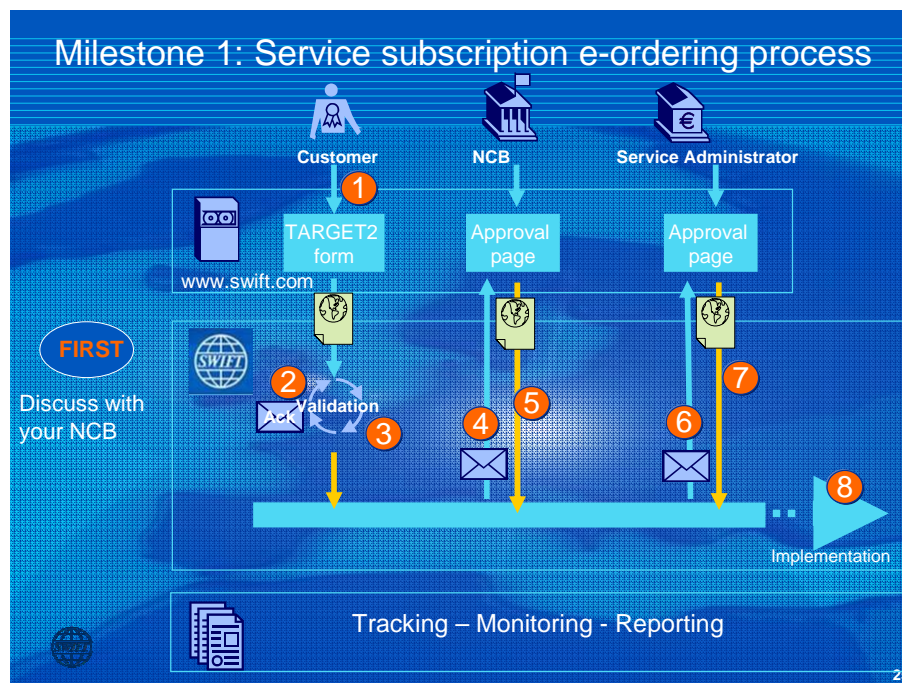 Milestone 1: Service subscription e-ordering process
Customer
NCB
Service Administrator
1
TARGET2
form
Approval
page
Approval
page
www.swift.com
FIRST
SWIFT
Discuss with
your NCB
2
Ack
Validation
3
4
5
6
7
8
Implementation
Tracking – Monitoring - Reporting
SWIFT
2